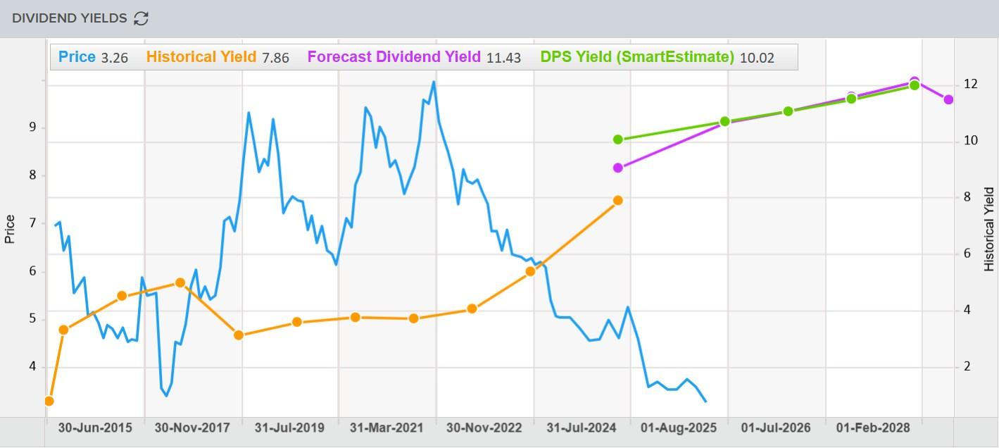 DIVIDEND YIELDS
Price 3.26 Historical Yield 7.86 Forecast Dividend Yield 11.43 DPS Yield (SmartEstimate) 10.02
Price
9
8
7
6
5
4
12
10
8
6
4
2
Historical Yield
30-Jun-2015 30-Nov-2017 31-Jul-2019 31-Mar-2021 30-Nov-2022 31-Jul-2024 01-Aug-2025 01-Jul-2026 01-Feb-2028